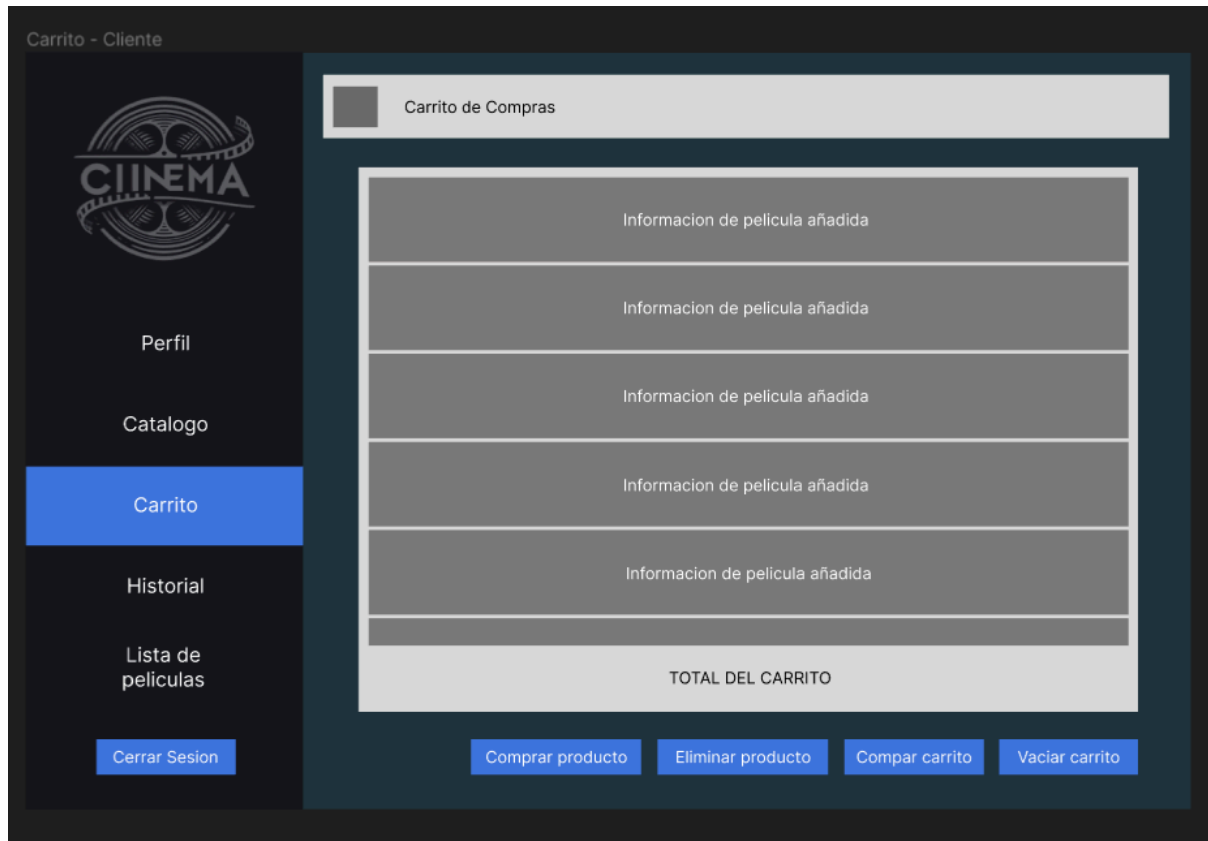 Carrito - Cliente
CIINEMA
Perfil
Catalogo
Carrito
Historial
Lista de
peliculas
Cerrar Sesion
Carrito de Compras
Informacion de pelicula añadida
Informacion de pelicula añadida
Informacion de pelicula añadida
Informacion de pelicula añadida
Informacion de pelicula añadida
TOTAL DEL CARRITO
Comprar producto
Eliminar producto
Compar carrito
Vaciar carrito